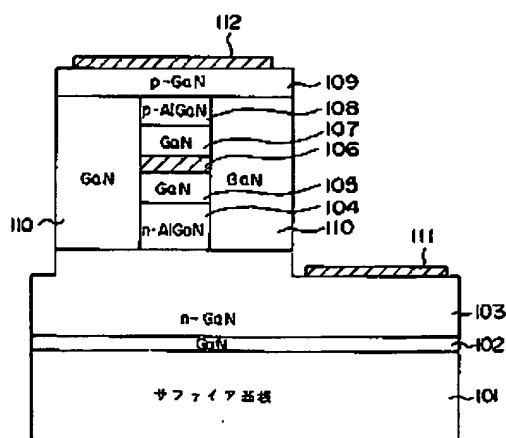 112
p-GaN
109
p-AlGaN
108
GaN
107
106
GaN
GaN
GaN
105
n-AlGaN
104
110
110
111
n-GaN
103
GaN
102
サファイア基板
101